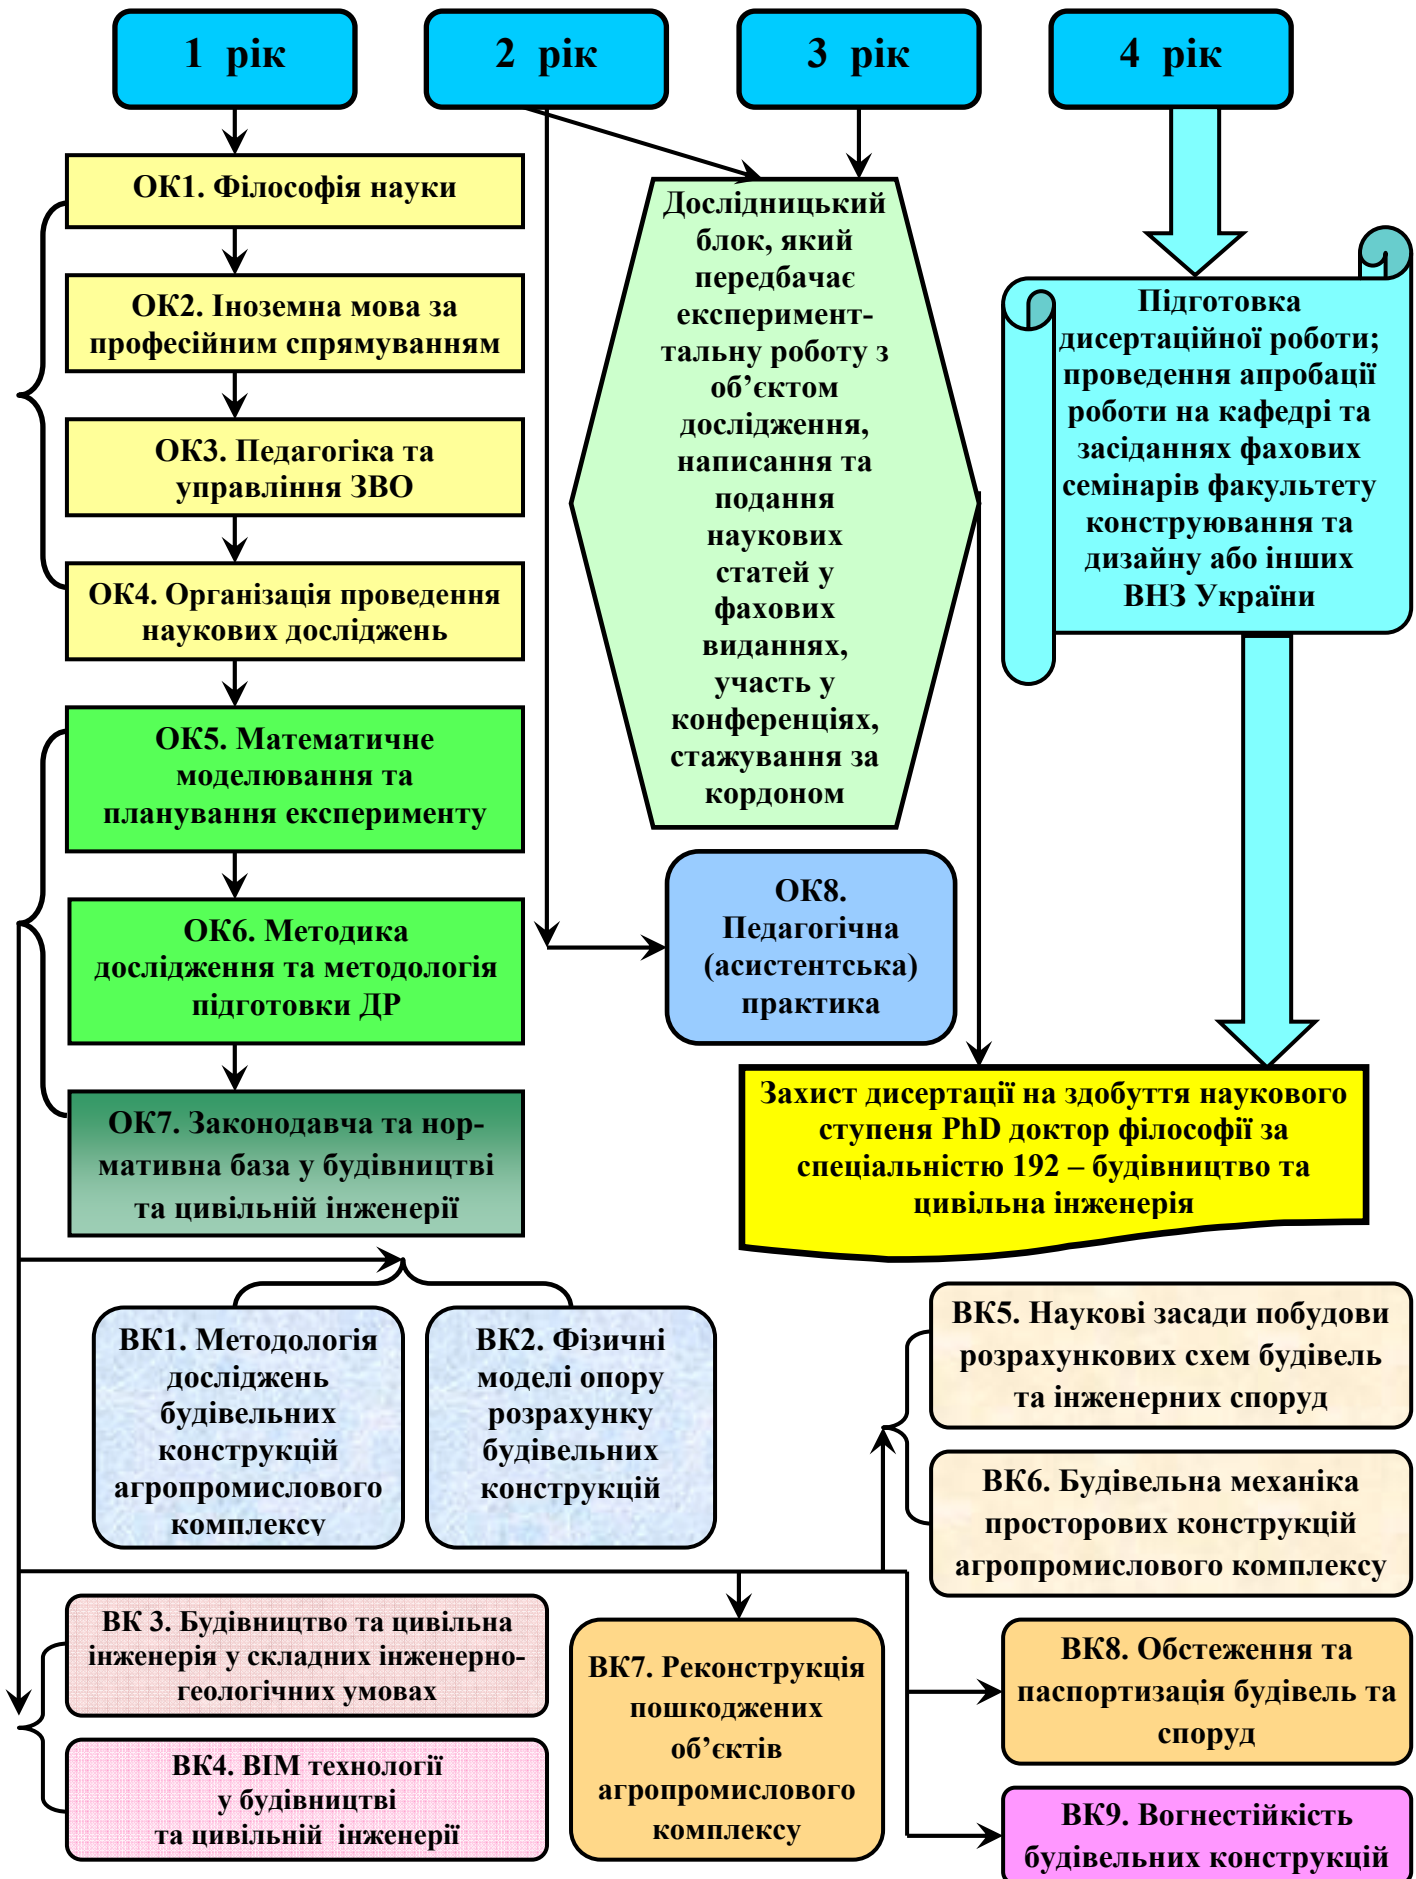 1 рік
2 рік
3 рік
4 рік
ОК1. Філософія науки
ОК2. Іноземна мова за
професійним спрямуванням
ОК3. Педагогіка та
управління ЗВО
ОК4. Організація проведення
наукових досліджень
ОК5. Математичне
моделювання та
планування експерименту
ОК6. Методика
дослідження та методологія
підготовки ДР
ОК7. Законодавча та нор-
мативна база у будівництві
та цивільній інженерії
Дослідницький
блок, який
передбачає
експеримент-
тальну роботу з
об’єктом
дослідження,
написання та
подання
наукових
статей у
фахових
виданнях,
участь у
конференціях,
стажування за
кордоном
ОК8.
Педагогічна
(асистентська)
практика
Підготовка
дисертаційної роботи;
проведення апробації
роботи на кафедрі та
засіданнях фахових
семінарів факультету
конструювання та
дизайну або інших
ВНЗ України
Захист дисертації на здобуття наукового
ступеня PhD доктор філософії за
спеціальністю 192 – будівництво та
цивільна інженерія
ВК1. Методологія
досліджень
будівельних
конструкцій
агропромислового
комплексу
ВК2. Фізичні
моделі опору
розрахунку
будівельних
конструкцій
ВК5. Наукові засади побудови
розрахункових схем будівель
та інженерних споруд
ВК6. Будівельна механіка
просторових конструкцій
агропромислового комплексу
ВК 3. Будівництво та цивільна
інженерія у складних інженерно-
геологічних умовах
ВК4. BIM технології
у будівництві
та цивільній інженерії
ВК7. Реконструкція
пошкоджених
об’єктів
агропромислового
комплексу
ВК8. Обстеження та
паспортизація будівель та
споруд
ВК9. Вогнестійкість
будівельних конструкцій